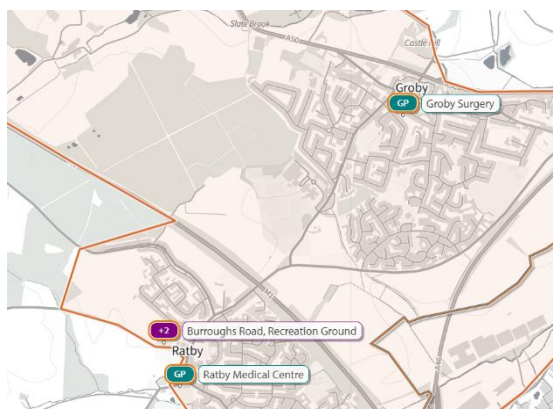 Slate Brook
A50
Castle Hill
Groby
GP Groby Surgery
M1
+2 Burroughs Road, Recreation Ground
Ratby
GP Ratby Medical Centre
A46